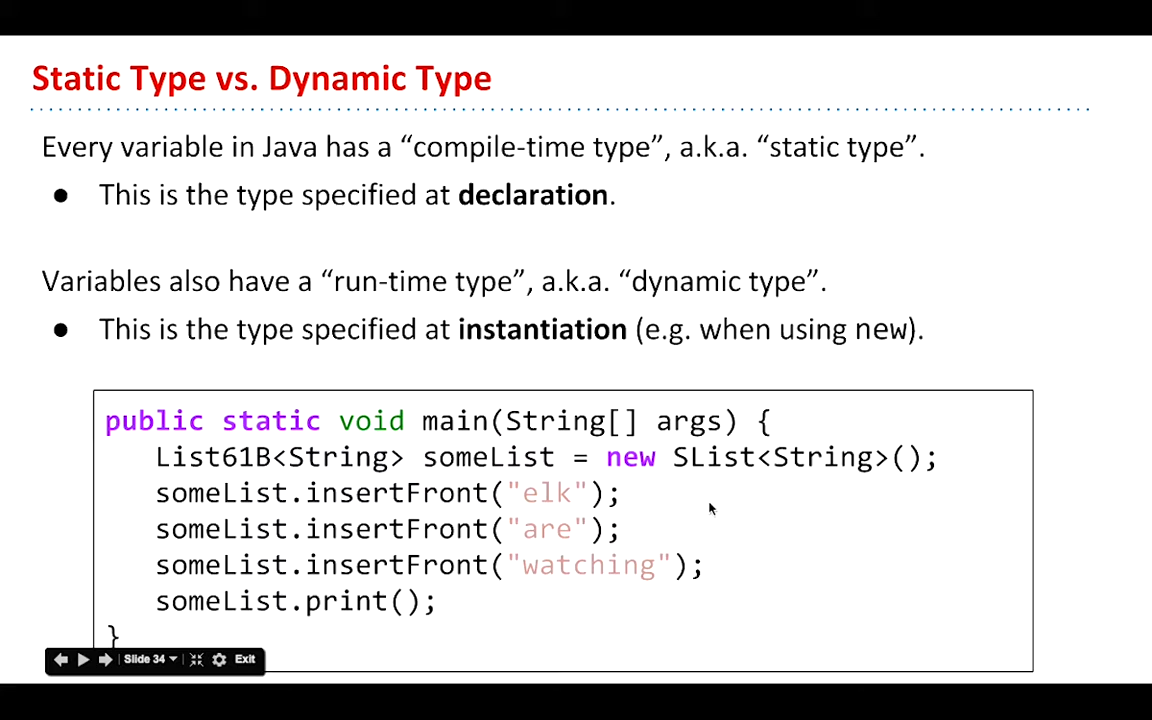 Static Type vs. Dynamic Type
Every variable in Java has a “compile-time type”, a.k.a. “static type”.
● This is the type specified at declaration.
Variables also have a “run-time type”, a.k.a. “dynamic type”.
● This is the type specified at instantiation (e.g. when using new).
public static void main(String[] args) {
List61B<String> someList = new SList<String>();
someList.insertFront("elk");
someList.insertFront("are");
someList.insertFront("watching");
someList.print();
}
Slide 34 Exit